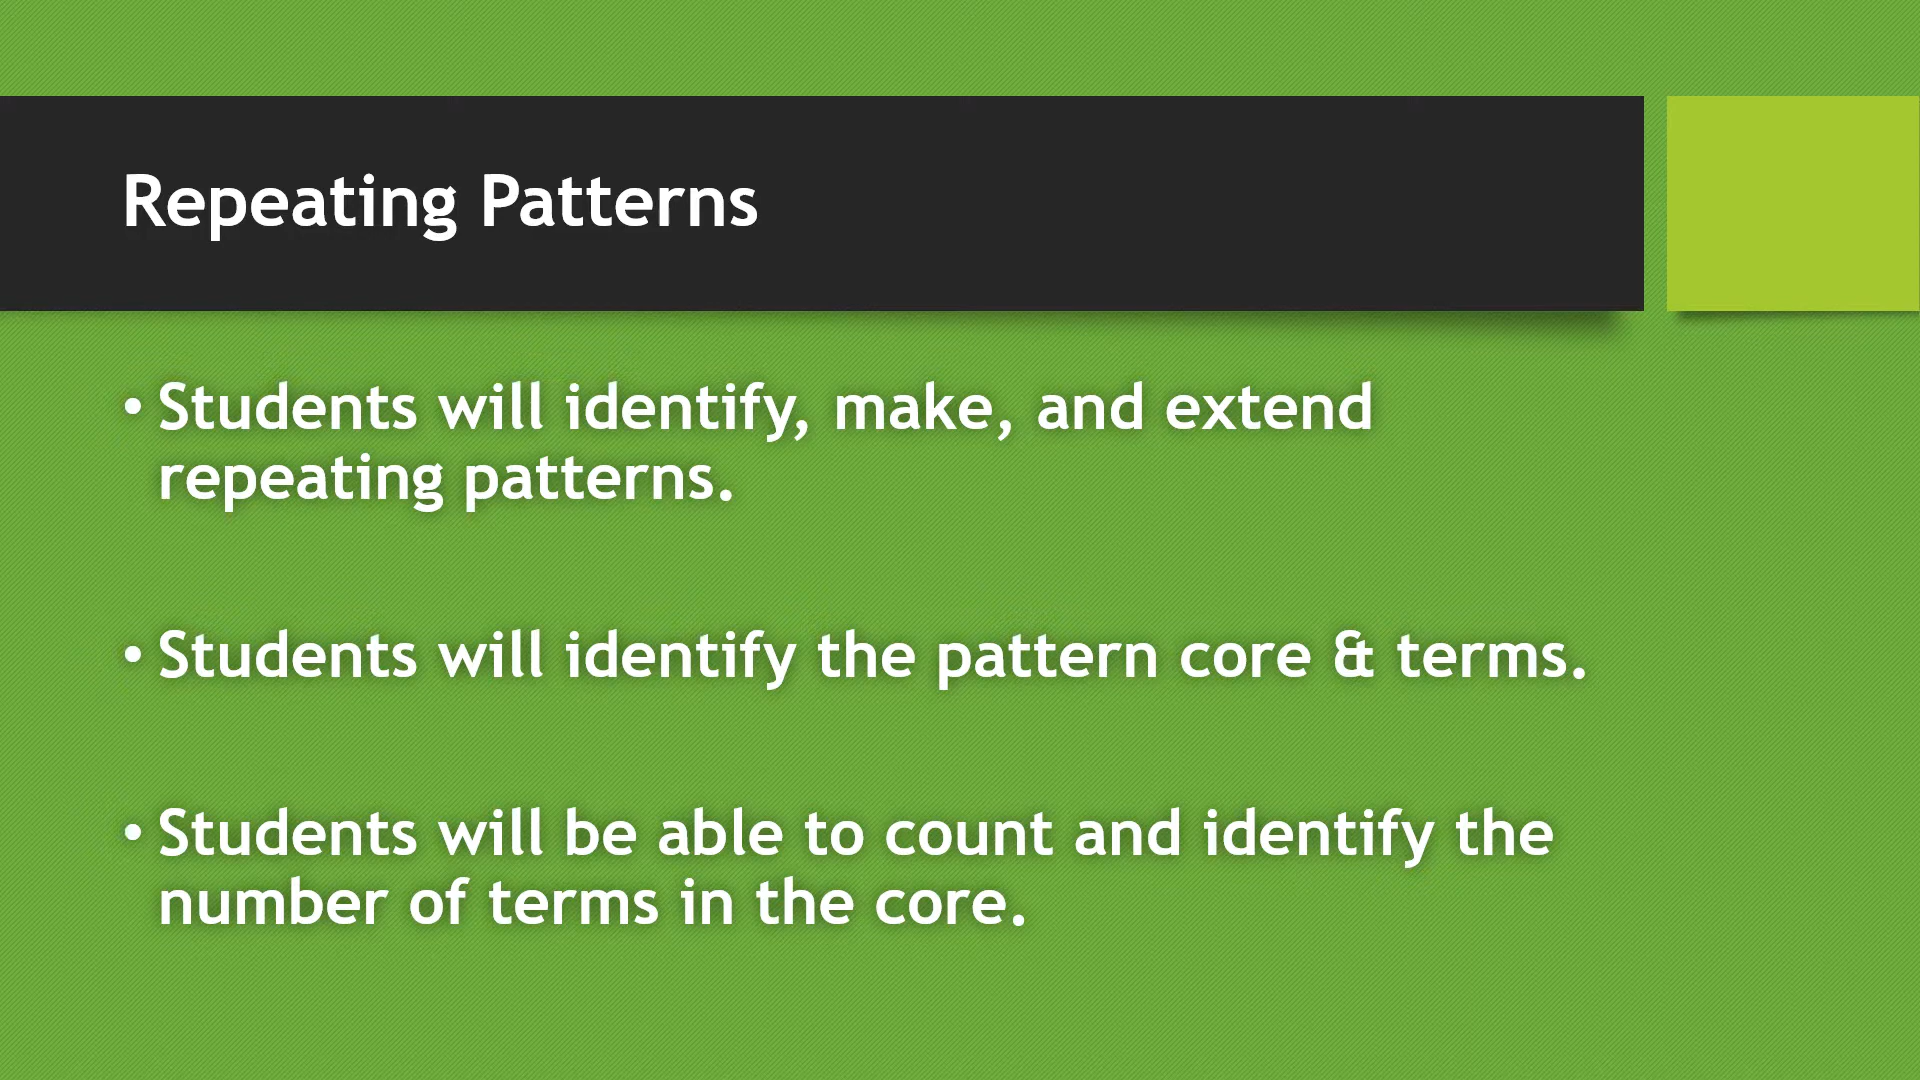 Repeating Patterns
• Students will identify, make, and extend
repeating patterns.
• Students will identify the pattern core & terms.
• Students will be able to count and identify the
number of terms in the core.